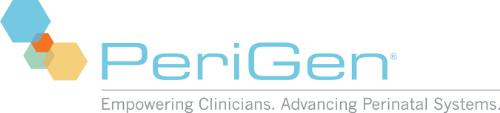 PeriGen®
Empowering Clinicians. Advancing Perinatal Systems.